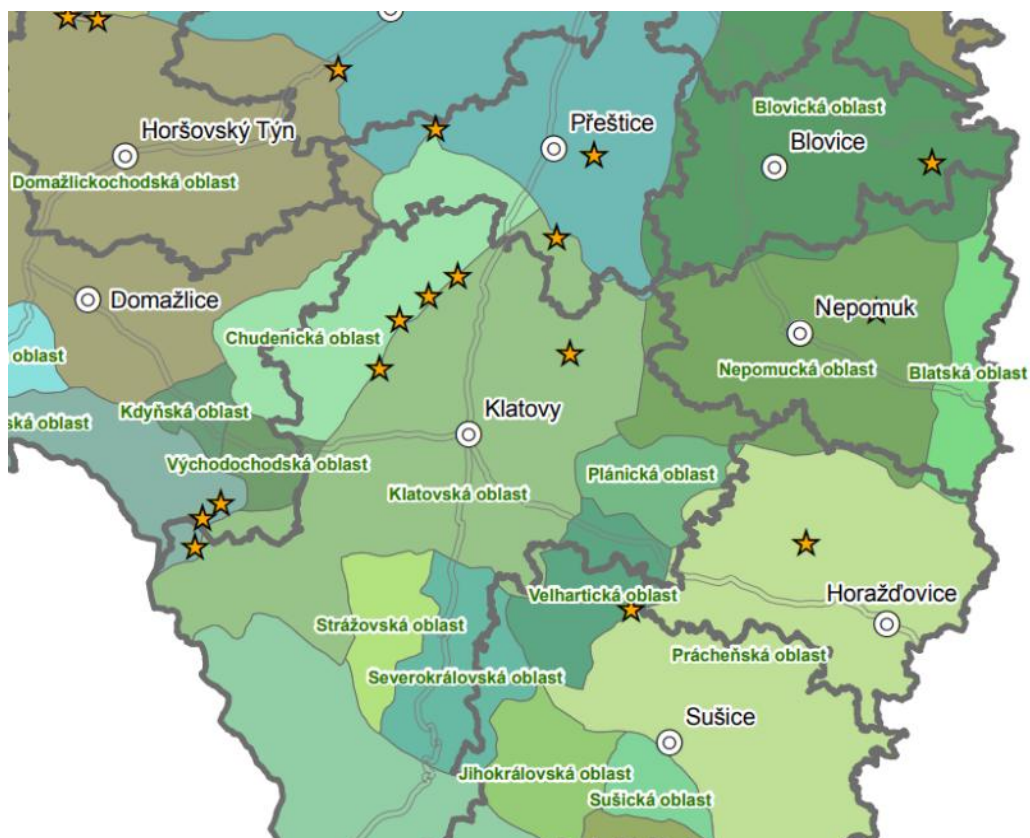 Blovická oblast
Přeštice
Horšovský Týn
Blovice
Domažlickochodská oblast
Domažlice
Nepomuk
Chudenická oblast
oblast
Nepomucká oblast
Blatská oblast
Kdyňská oblast
Klatovy
ská oblast
Východochodská oblast
Plánická oblast
Klatovská oblast
Velhartická oblast
Horažďovice
Strážovská oblast
Prácheňská oblast
Severokrálovská oblast
Sušice
Jihokrálovská oblast
Sušická oblast